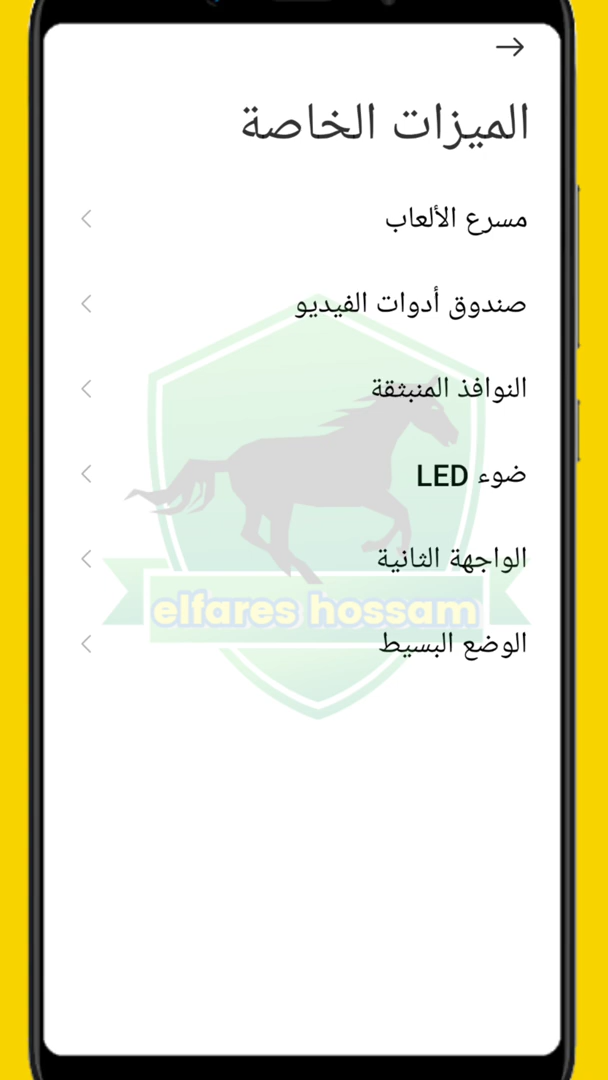 الميزات الخاصة
مسرع الألعاب
صندوق أدوات الفيديو
النوافذ المنبثقة
ضوء LED
الواجهة الثانية
elfares hossam
الوضع البسيط